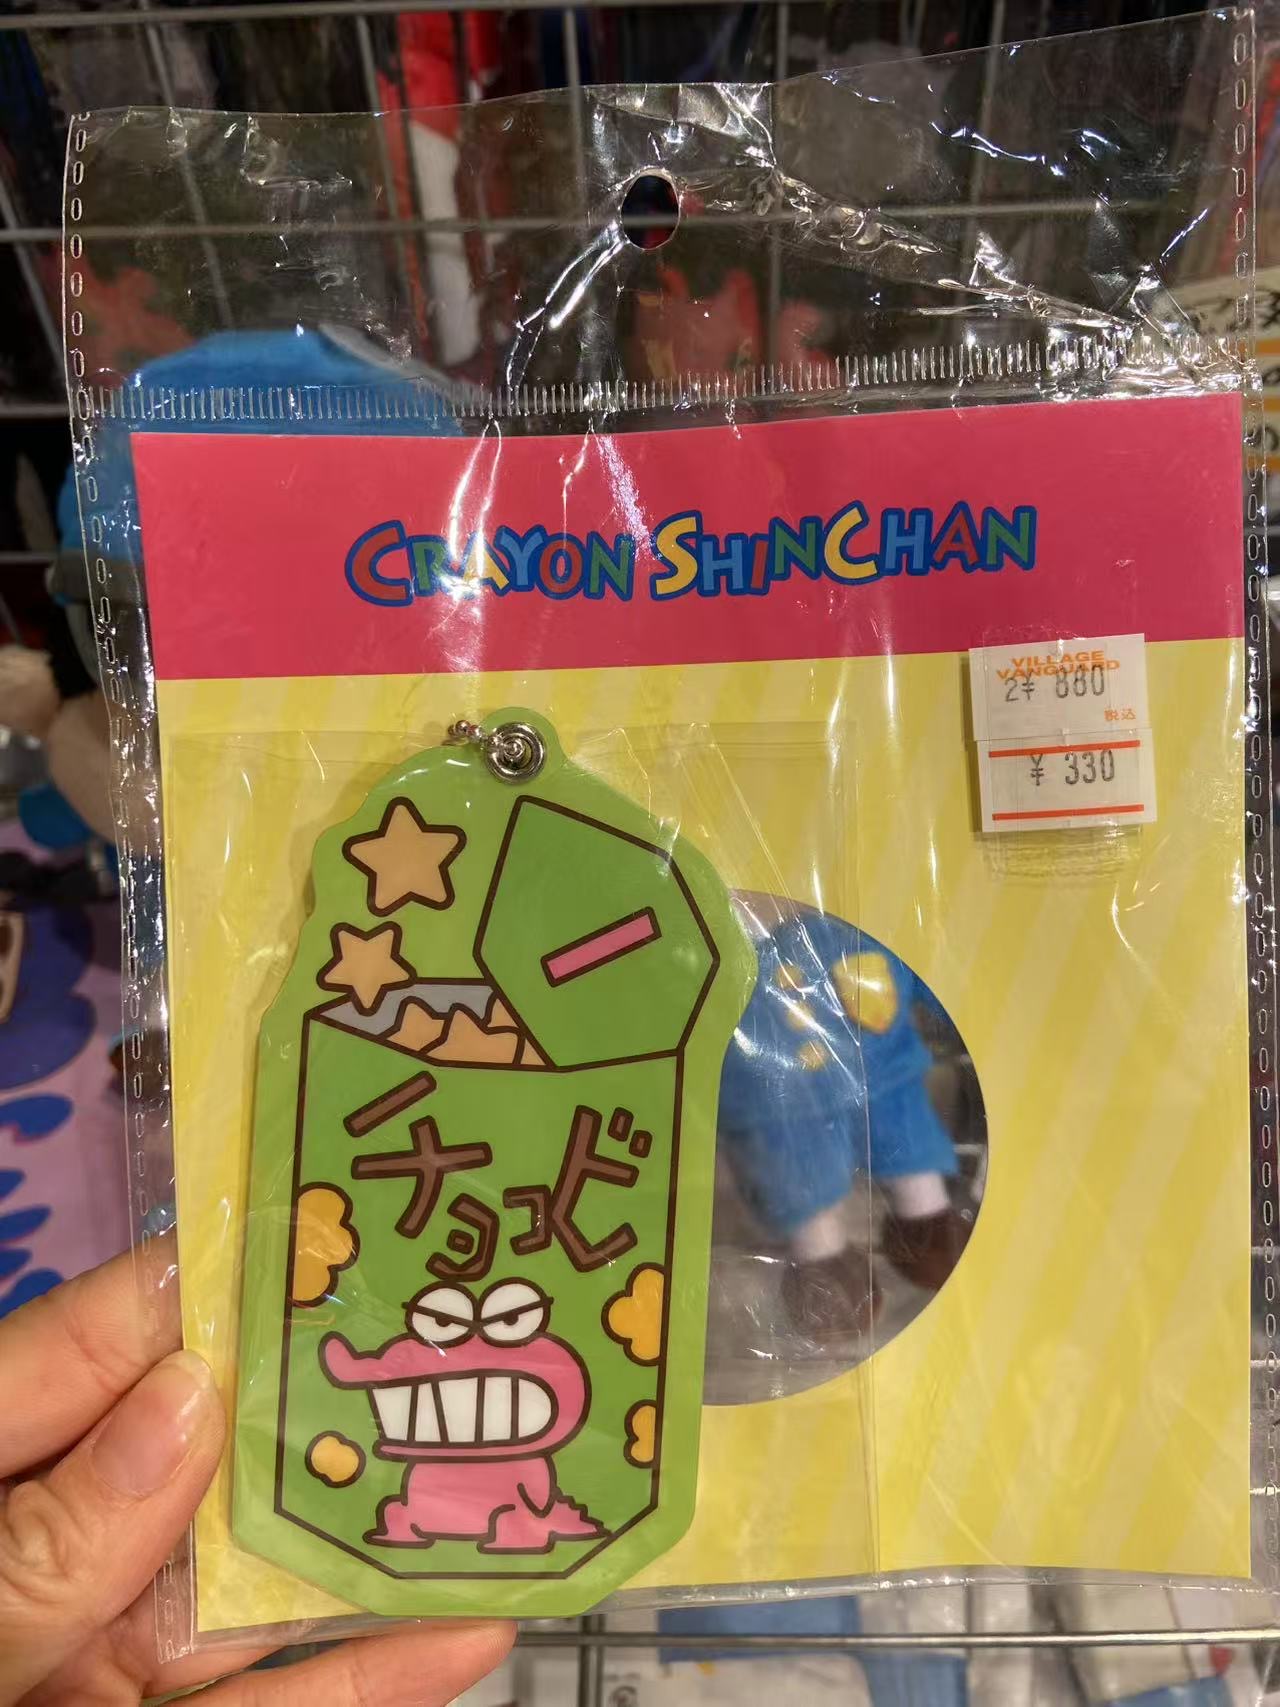 CRAYON SHINCHAN
VILLAGE
VANGUARD
2¥ 880
税込
¥ 330
チョコビ